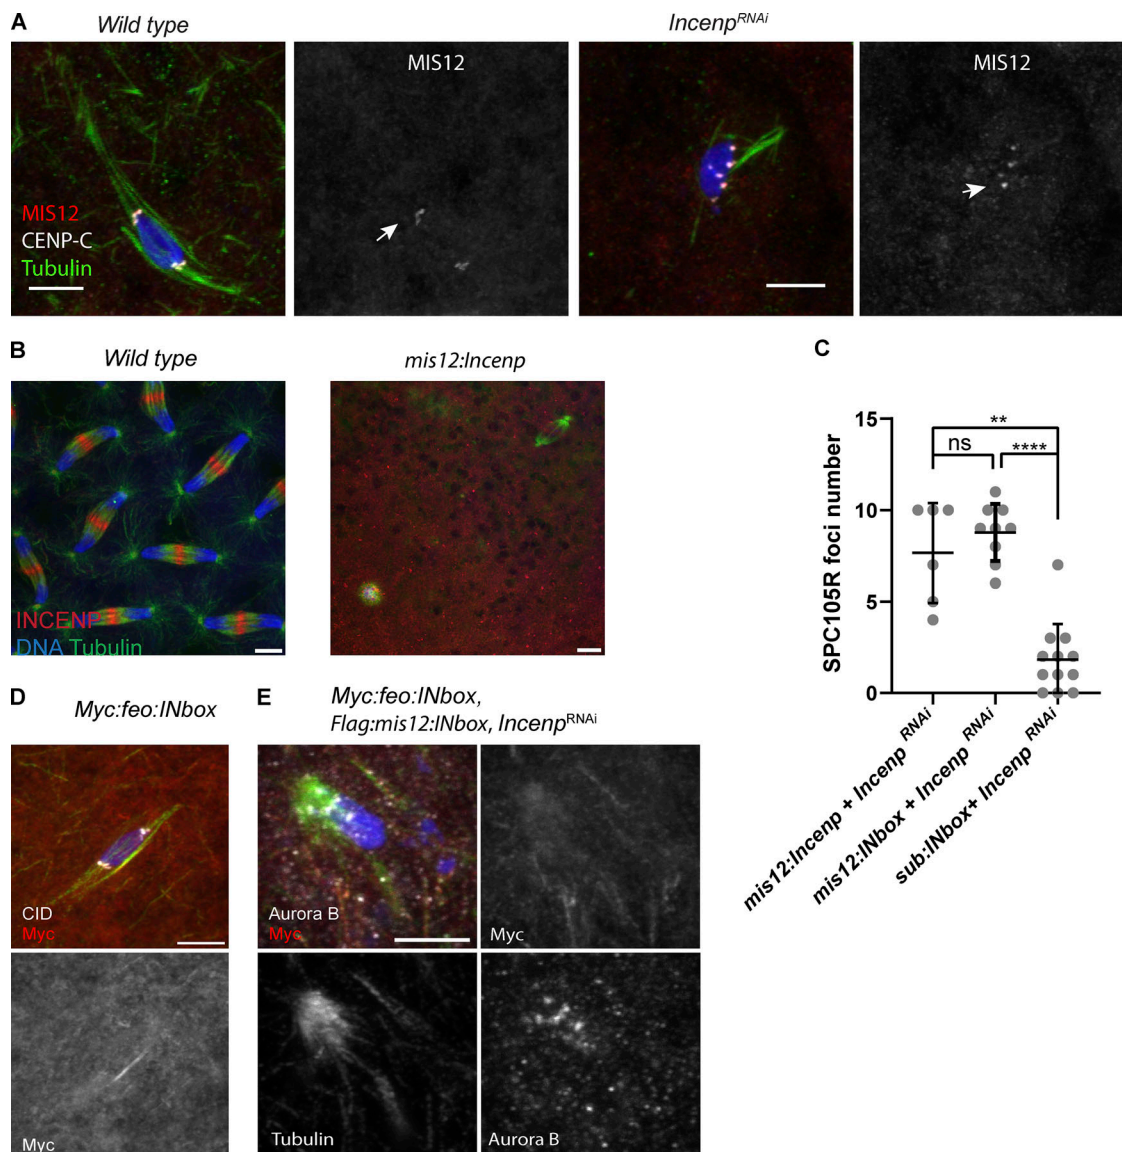 A
Wild type
Incenp^RNAi
MIS12
MIS12
MIS12
CENP-C
Tubulin
B
Wild type
mis12:Incenp
INCENP
DNA Tubulin
C
15
10
5
0
SPC105R foci number
**
ns
****
mis12:Incenp + Incenp RNAi
mis12:INbox + Incenp RNAi
sub:INbox+ Incenp RNAi
D
Myc:feo:INbox
CID
Myc
Myc
E
Myc:feo:INbox,
Flag:mis12:INbox, Incenp^RNAi
Aurora B
Myc
Myc
Tubulin
Aurora B